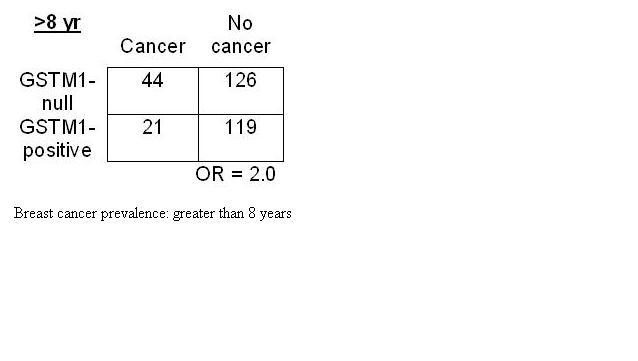 >8 yr
No
Cancer cancer
GSTM1- 44 126
null
GSTM1- 21 119
positive
OR = 2.0
Breast cancer prevalence: greater than 8 years